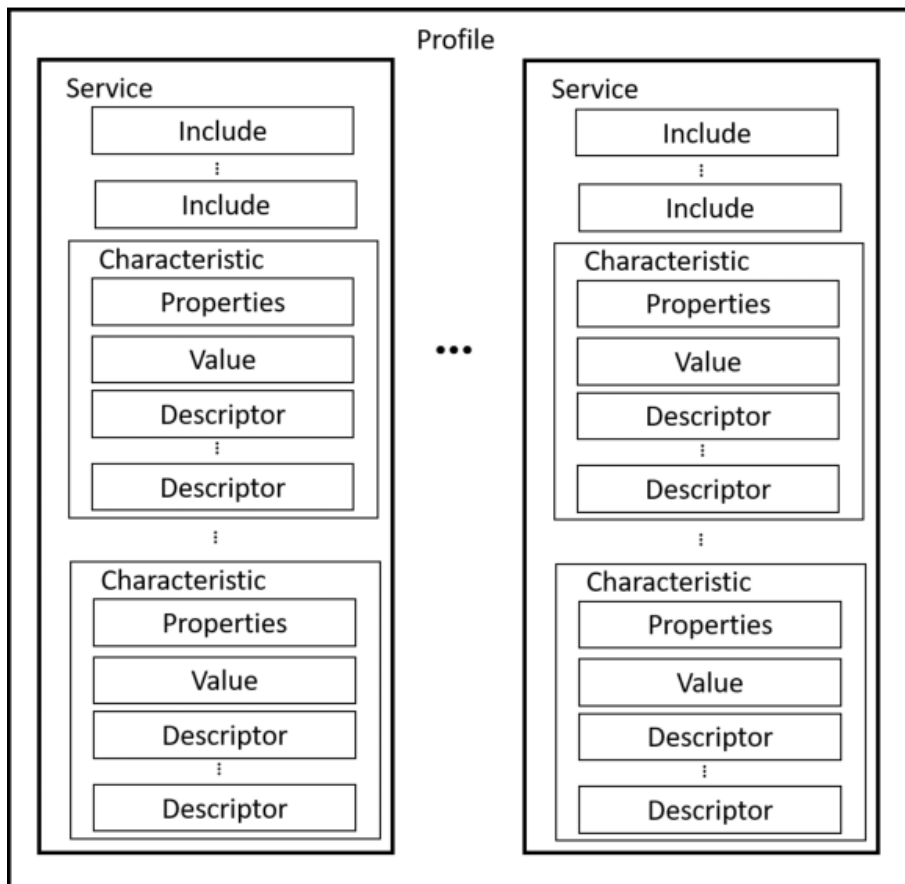 Profile
Service
Include
⁞
Include
Characteristic
Properties
Value
Descriptor
⁞
Descriptor
⁞
Characteristic
Properties
Value
Descriptor
⁞
Descriptor
•••
Service
Include
⁞
Include
Characteristic
Properties
Value
Descriptor
⁞
Descriptor
⁞
Characteristic
Properties
Value
Descriptor
⁞
Descriptor